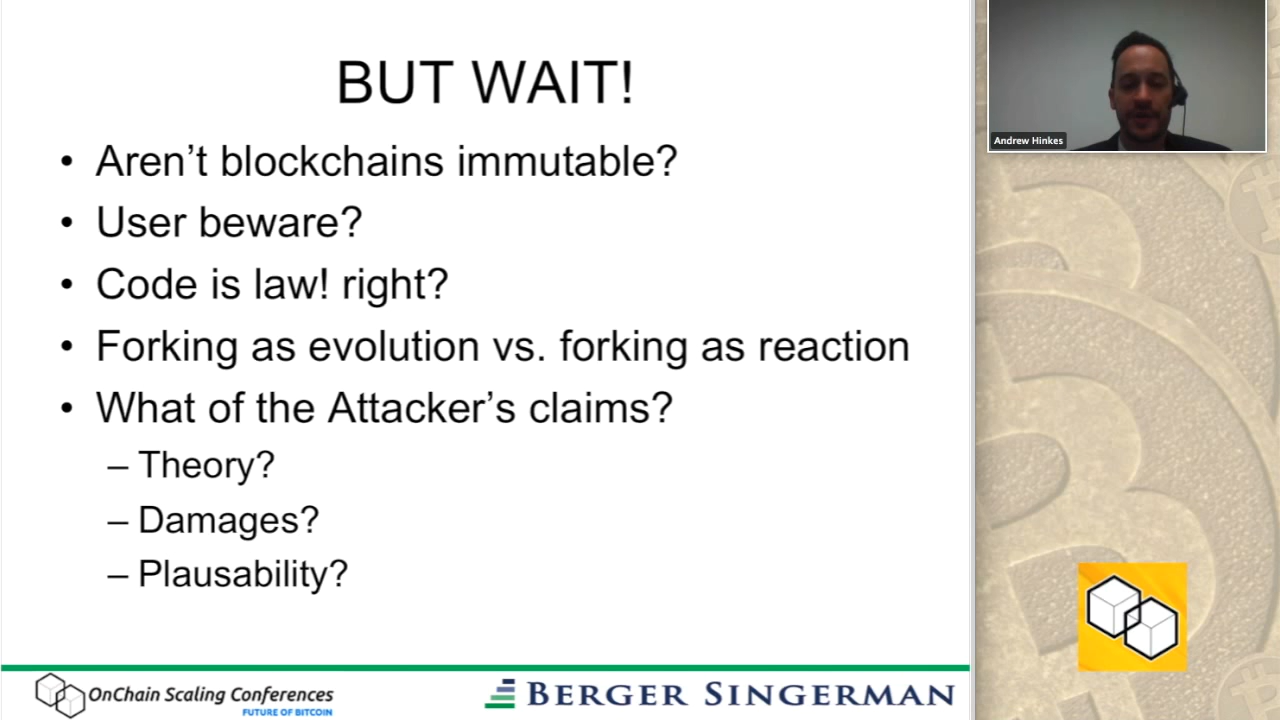 BUT WAIT!
• Aren't blockchains immutable?
• User beware?
• Code is law! right?
• Forking as evolution vs. forking as reaction
• What of the Attacker's claims?
– Theory?
– Damages?
– Plausability?
OnChain Scaling Conferences
FUTURE OF BITCOIN
BERGER SINGERMAN
Andrew Hinkes